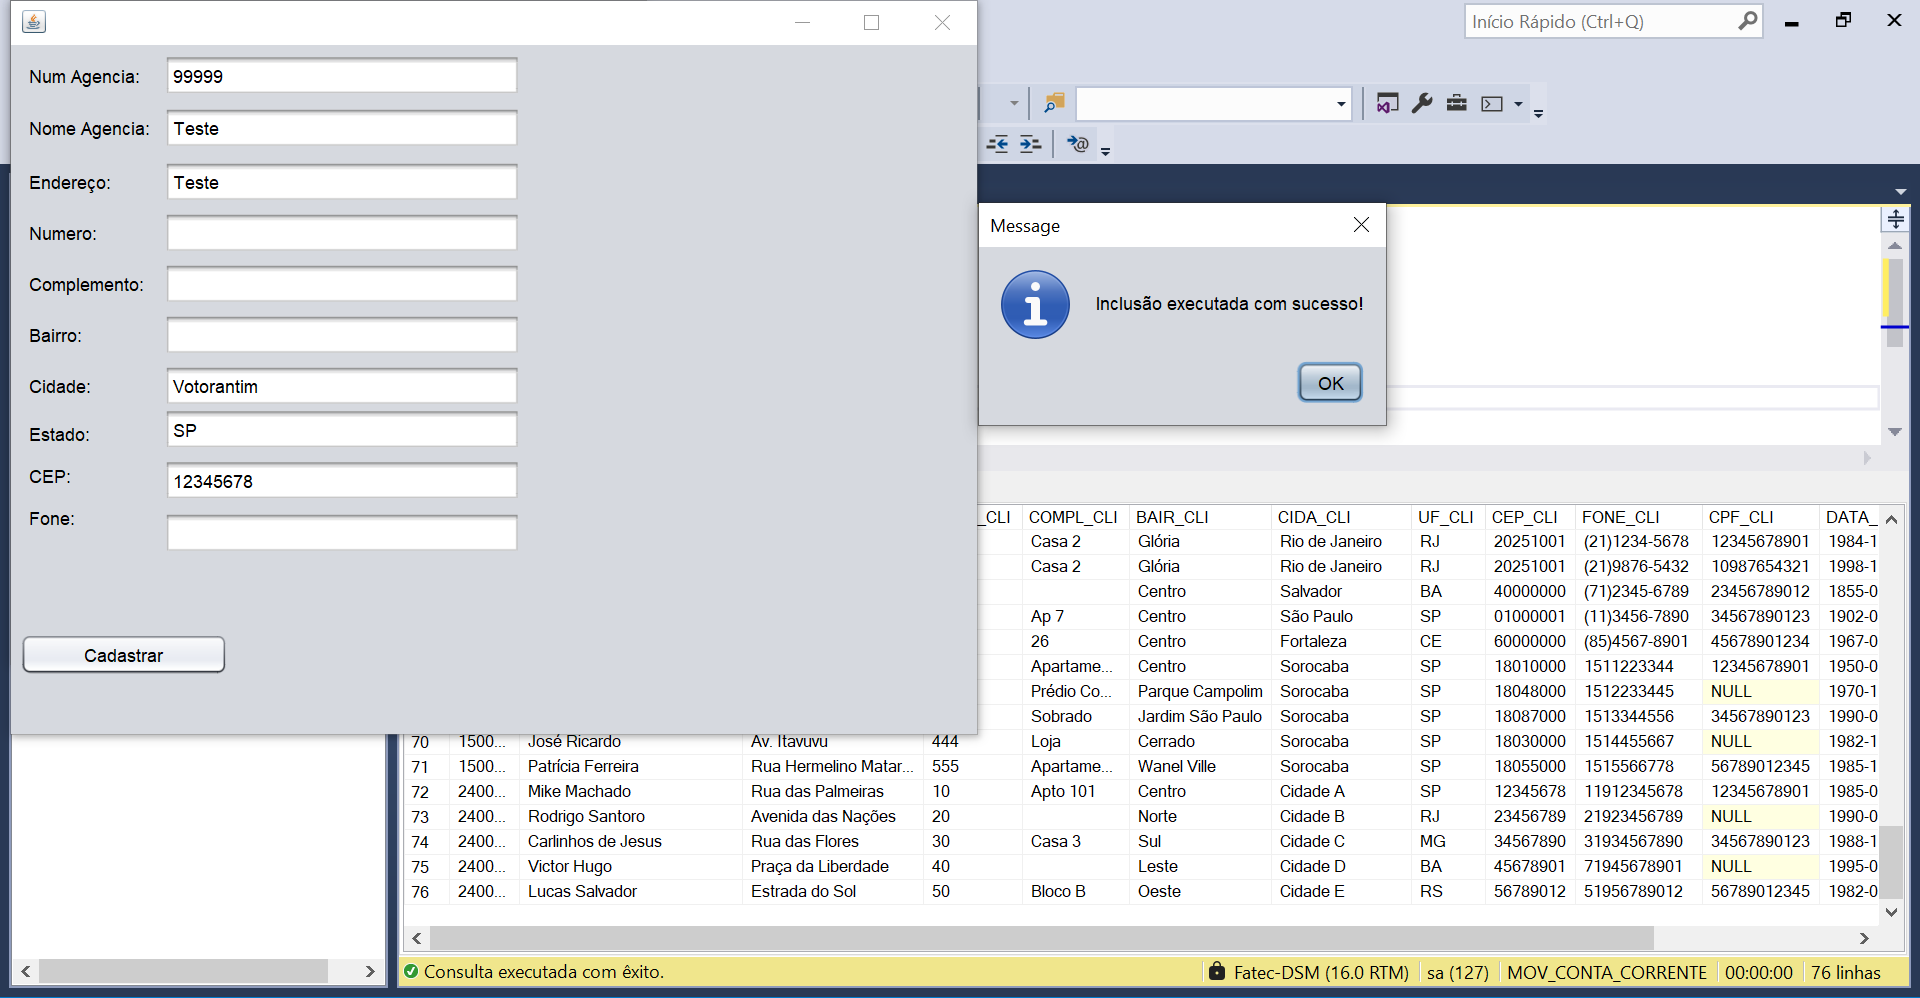 Início Rápido (Ctrl+Q)
Num Agencia: 99999
Nome Agencia: Teste
Endereço: Teste
Numero:
Complemento:
Bairro:
Cidade: Votorantim
Estado: SP
CEP: 12345678
Fone:
Cadastrar
Message
Inclusão executada com sucesso!
OK
_CLI COMPL_CLI BAIR_CLI CIDA_CLI UF_CLI CEP_CLI FONE_CLI CPF_CLI DATA_
Casa 2 Glória Rio de Janeiro RJ 20251001 (21)1234-5678 12345678901 1984-1
Casa 2 Glória Rio de Janeiro RJ 20251001 (21)9876-5432 10987654321 1998-1
Centro Salvador BA 40000000 (71)2345-6789 23456789012 1855-0
Ap 7 Centro São Paulo SP 01000001 (11)3456-7890 34567890123 1902-0
26 Centro Fortaleza CE 60000000 (85)4567-8901 45678901234 1967-0
Apartame... Centro Sorocaba SP 18010000 1511223344 12345678901 1950-0
Prédio Co... Parque Campolim Sorocaba SP 18048000 1512233445 NULL 1970-1
Sobrado Jardim São Paulo Sorocaba SP 18087000 1513344556 34567890123 1990-0
70 1500... José Ricardo Av. Itavuvu 444 Loja Cerrado Sorocaba SP 18030000 1514455667 NULL 1982-1
71 1500... Patrícia Ferreira Rua Hermelino Matar... 555 Apartame... Wanel Ville Sorocaba SP 18055000 1515566778 56789012345 1985-1
72 2400... Mike Machado Rua das Palmeiras 10 Apto 101 Centro Cidade A SP 12345678 11912345678 12345678901 1985-0
73 2400... Rodrigo Santoro Avenida das Nações 20 Norte Cidade B RJ 23456789 21923456789 NULL 1990-0
74 2400... Carlinhos de Jesus Rua das Flores 30 Casa 3 Sul Cidade C MG 34567890 31934567890 34567890123 1988-1
75 2400... Victor Hugo Praça da Liberdade 40 Leste Cidade D BA 45678901 71945678901 NULL 1995-0
76 2400... Lucas Salvador Estrada do Sol 50 Bloco B Oeste Cidade E RS 56789012 51956789012 56789012345 1982-0
Consulta executada com êxito. Fatec-DSM (16.0 RTM) sa (127) MOV_CONTA_CORRENTE 00:00:00 76 linhas